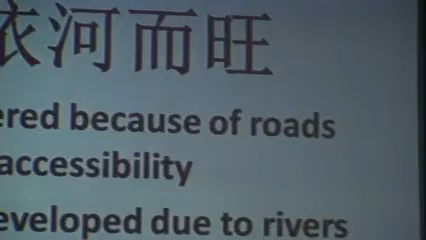 依河而旺
ered because of roads
accessibility
eveloped due to rivers